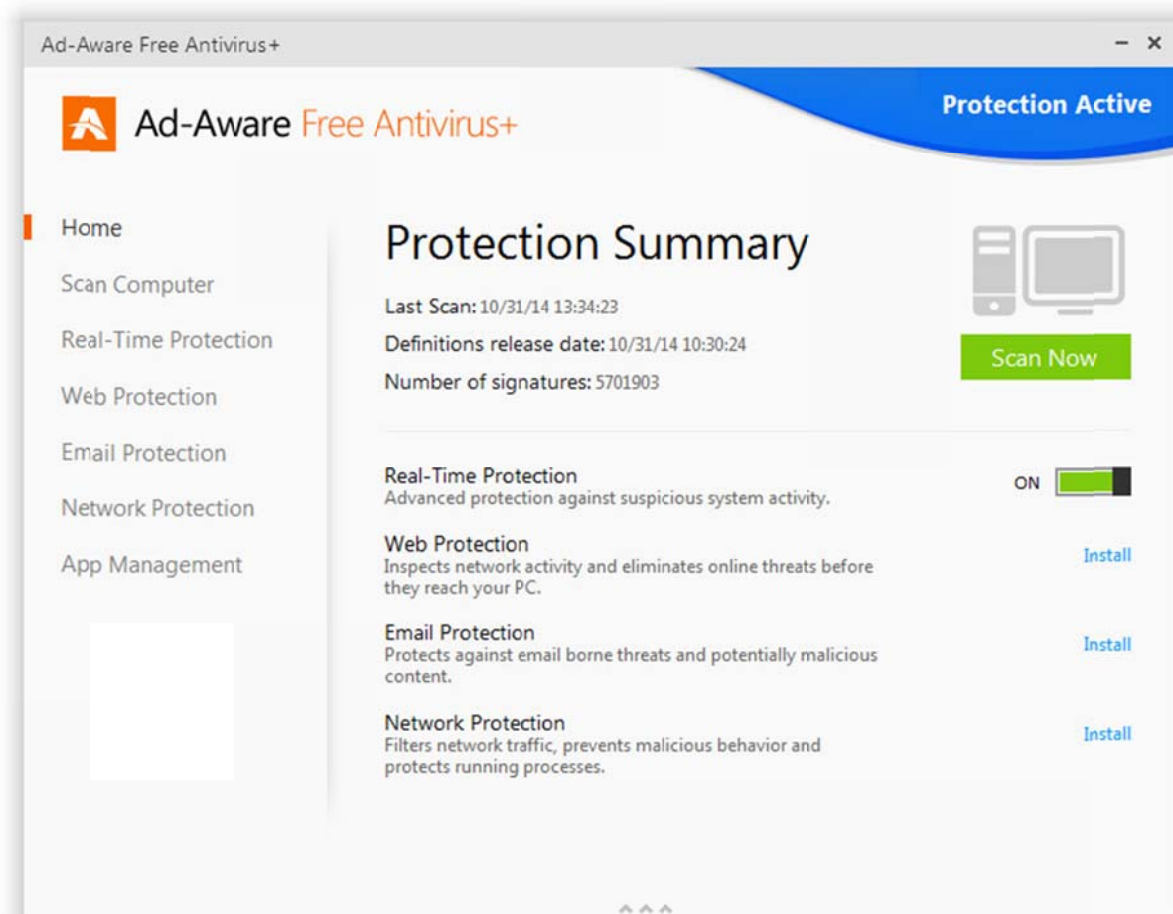 Ad-Aware Free Antivirus+
Ad-Aware Free Antivirus+
Protection Active
Home
Scan Computer
Real-Time Protection
Web Protection
Email Protection
Network Protection
App Management
Protection Summary
Last Scan: 10/31/14 13:34:23
Definitions release date: 10/31/14 10:30:24
Number of signatures: 5701903
Scan Now
Real-Time Protection
Advanced protection against suspicious system activity.
ON
Web Protection
Inspects network activity and eliminates online threats before
they reach your PC.
Install
Email Protection
Protects against email borne threats and potentially malicious
content.
Install
Network Protection
Filters network traffic, prevents malicious behavior and
protects running processes.
Install